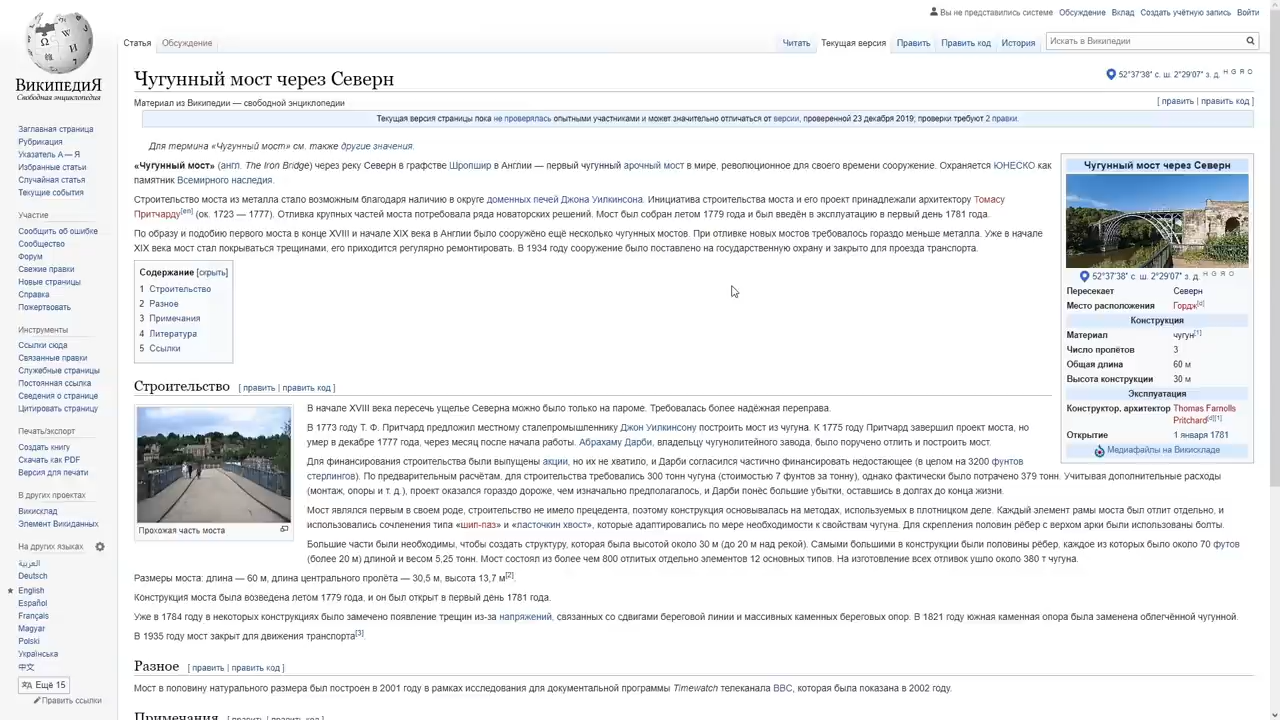 Вы не представились системе Обсуждение Вклад Создать учётную запись Войти
Статья Обсуждение Читать Текущая версия Править Править код История Искать в Википедии
ВикипедиЯ
Свободная энциклопедия
Заглавная страница
Рубрикация
Указатель А — Я
Избранные статьи
Случайная статья
Текущие события
Участие
Сообщить об ошибке
Сообщество
Форум
Свежие правки
Новые страницы
Справка
Пожертвовать
Инструменты
Ссылки сюда
Связанные правки
Служебные страницы
Постоянная ссылка
Сведения о странице
Цитировать страницу
Печать/экспорт
Создать книгу
Скачать как PDF
Версия для печати
В других проектах
Викисклад
Элемент Викиданных
На других языках
العربية
Deutsch
English
Español
Français
Magyar
Polski
Українська
中文
Ещё 15
Править ссылки
Чугунный мост через Северн
52°37′38″ с. ш. 2°29′07″ з. д. H G Я O
Материал из Википедии — свободной энциклопедии
[ править | править код ]
Текущая версия страницы пока не проверялась опытными участниками и может значительно отличаться от версии, проверенной 23 декабря 2019; проверки требуют 2 правки.
Для термина «Чугунный мост» см. также другие значения.
«Чугунный мост» (англ. The Iron Bridge) через реку Северн в графстве Шропшир в Англии — первый чугунный арочный мост в мире, революционное для своего времени сооружение. Охраняется ЮНЕСКО как
памятник Всемирного наследия.
Строительство моста из металла стало возможным благодаря наличию в округе доменных печей Джона Уилкинсона. Инициатива строительства моста и его проект принадлежали архитектору Томасу
Притчарду[en] (ок. 1723 — 1777). Отливка крупных частей моста потребовала ряда новаторских решений. Мост был собран летом 1779 года и был введён в эксплуатацию в первый день 1781 года.
По образу и подобию первого моста в конце XVIII и начале XIX века в Англии было сооружено ещё несколько чугунных мостов. При отливке новых мостов требовалось гораздо меньше металла. Уже в начале
XIX века мост стал покрываться трещинами, его приходится регулярно ремонтировать. В 1934 году сооружение было поставлено на государственную охрану и закрыто для проезда транспорта.
Содержание [скрыть]
1 Строительство
2 Разное
3 Примечания
4 Литература
5 Ссылки
Чугунный мост через Северн
52°37′38″ с. ш. 2°29′07″ з. д. H G Я O
Пересекает Северн
Место расположения Гордж[d]
Конструкция
Материал чугун[1]
Число пролётов 3
Общая длина 60 м
Высота конструкции 30 м
Эксплуатация
Конструктор, архитектор Thomas Farnolls
Pritchard[d][1]
Открытие 1 января 1781
Медиафайлы на Викискладе
Строительство [ править | править код ]
Прохожая часть моста
В начале XVIII века пересечь ущелье Северна можно было только на пароме. Требовалась более надёжная переправа.
В 1773 году Т. Ф. Притчард предложил местному сталепромышленнику Джон Уилкинсону построить мост из чугуна. К 1775 году Притчард завершил проект моста, но
умер в декабре 1777 года, через месяц после начала работы. Абрахаму Дарби, владельцу чугунолитейного завода, было поручено отлить и построить мост.
Для финансирования строительства были выпущены акции, но их не хватило, и Дарби согласился частично финансировать недостающее (в целом на 3200 фунтов
стерлингов). По предварительным расчётам, для строительства требовались 300 тонн чугуна (стоимостью 7 фунтов за тонну), однако фактически было потрачено 379 тонн. Учитывая дополнительные расходы
(монтаж, опоры и т. д.), проект оказался гораздо дороже, чем изначально предполагалось, и Дарби понёс большие убытки, оставшись в долгах до конца жизни.
Мост являлся первым в своем роде, строительство не имело прецедента, поэтому конструкция основывалась на методах, используемых в плотницком деле. Каждый элемент рамы моста был отлит отдельно, и
использовались сочленения типа «шип-паз» и «ласточкин хвост», которые адаптировались по мере необходимости к свойствам чугуна. Для скрепления половин рёбер с верхом арки были использованы болты.
Большие части были необходимы, чтобы создать структуру, которая была высотой около 30 м (до 20 м над рекой). Самыми большими в конструкции были половины рёбер, каждое из которых было около 70 футов
(более 20 м) длиной и весом 5,25 тонн. Мост состоял из более чем 800 отлитых отдельно элементов 12 основных типов. На изготовление всех отливок ушло около 380 т чугуна.
Размеры моста: длина — 60 м, длина центрального пролёта — 30,5 м, высота 13,7 м[2].
Конструкция моста была возведена летом 1779 года, и он был открыт в первый день 1781 года.
Уже в 1784 году в некоторых конструкциях было замечено появление трещин из-за напряжений, связанных со сдвигами береговой линии и массивных каменных береговых опор. В 1821 году южная каменная опора была заменена облегчённой чугунной.
В 1935 году мост закрыт для движения транспорта[3].
Разное [ править | править код ]
Мост в половину натурального размера был построен в 2001 году в рамках исследования для документальной программы Timewatch телеканала BBC, которая была показана в 2002 году.
Примечания [ править | править код ]